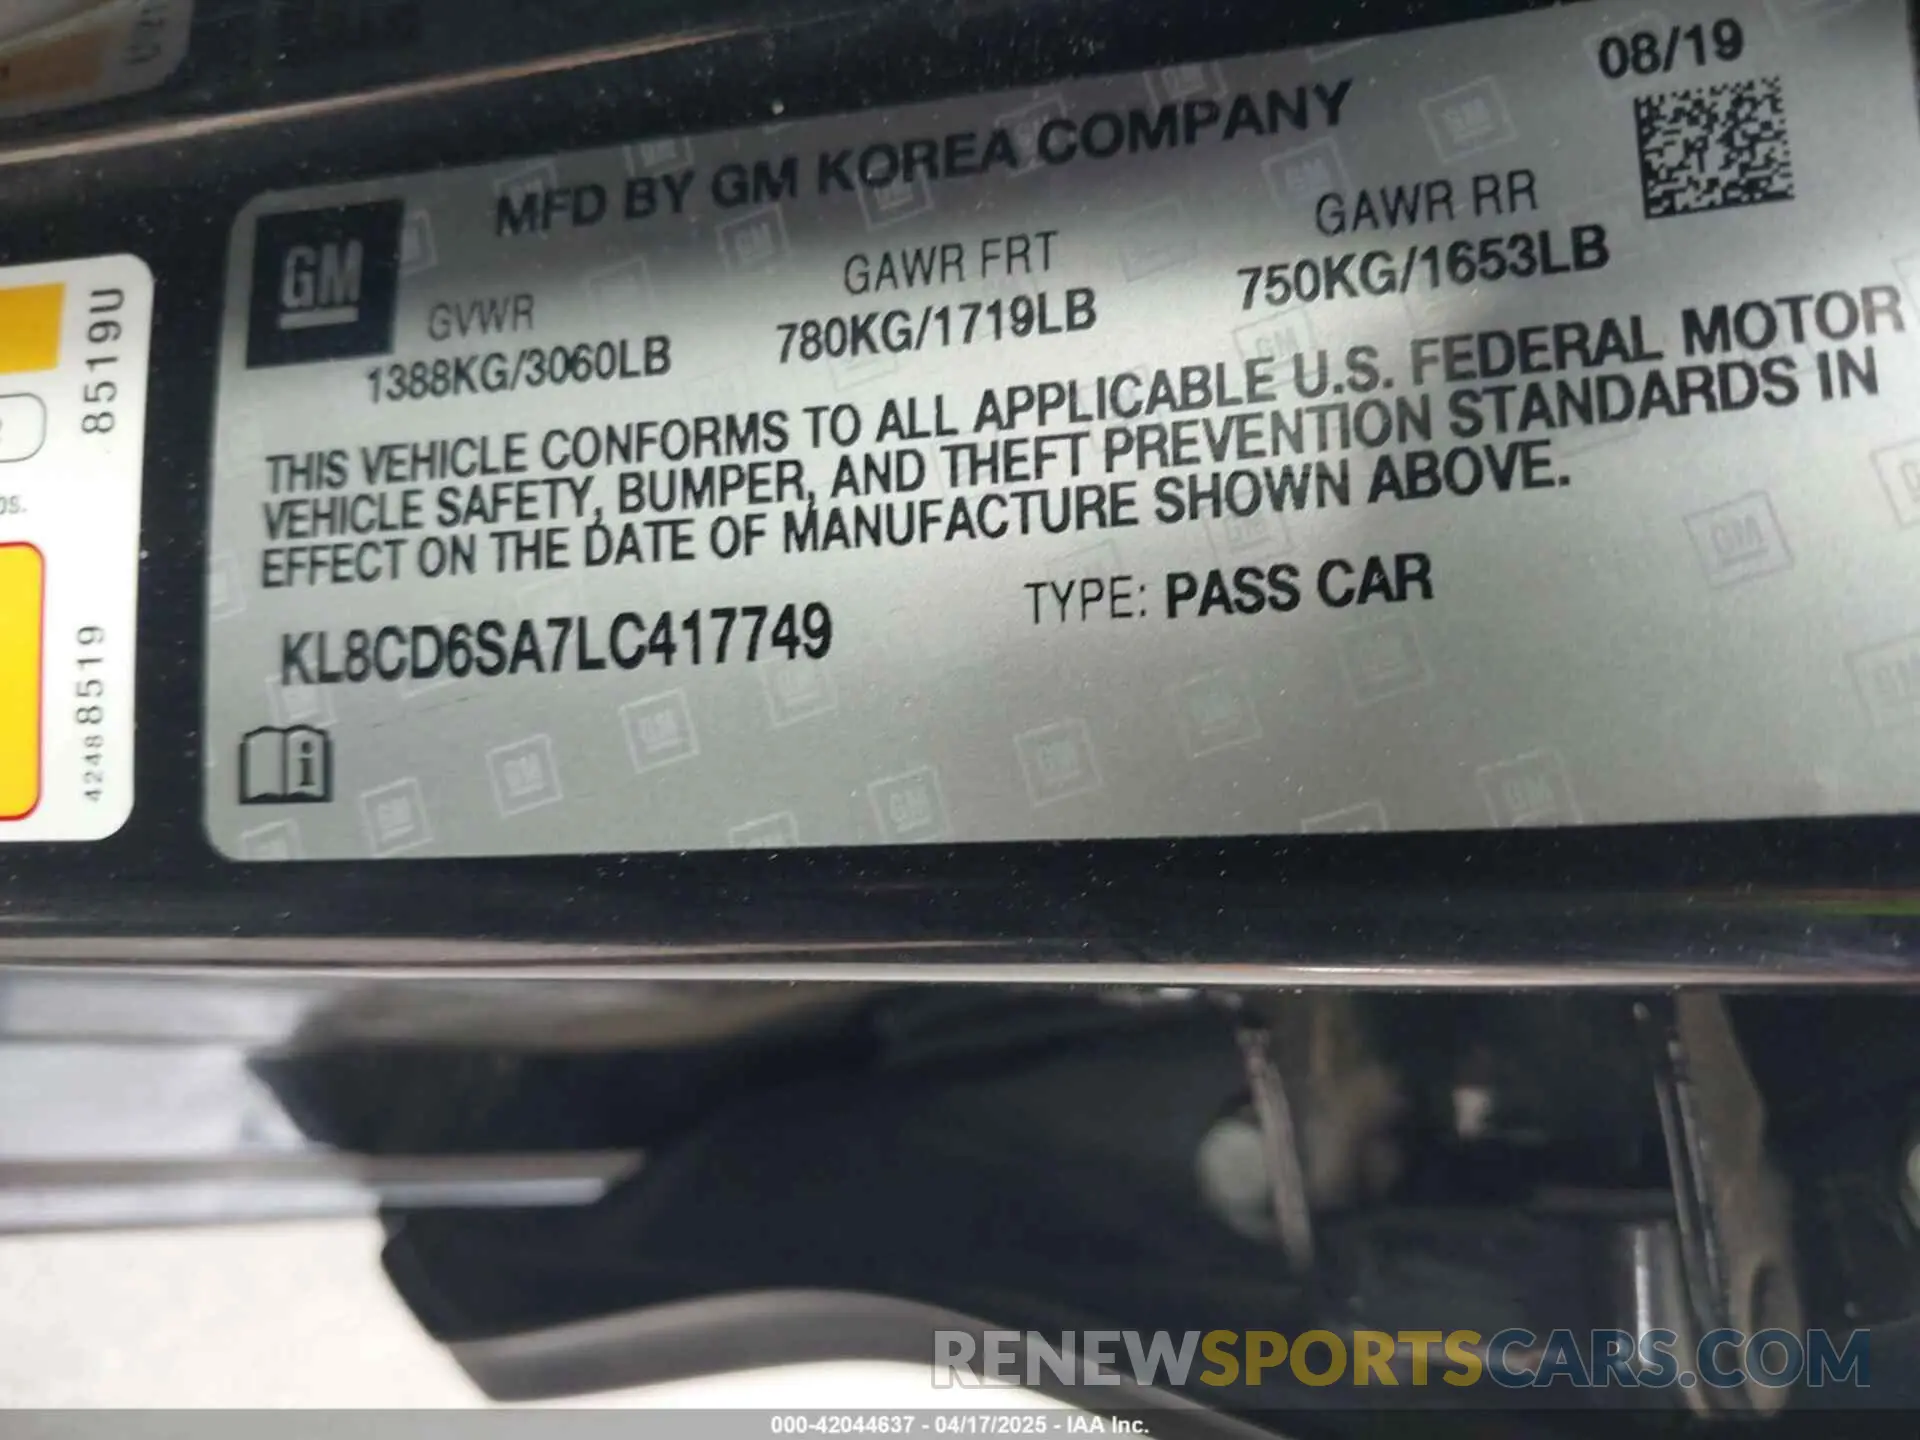 08/19
MFD BY GM KOREA COMPANY
GM
GVWR
1388KG/3060LB
GAWR FRT
780KG/1719LB
GAWR RR
750KG/1653LB
THIS VEHICLE CONFORMS TO ALL APPLICABLE U.S. FEDERAL MOTOR
VEHICLE SAFETY, BUMPER, AND THEFT PREVENTION STANDARDS IN
EFFECT ON THE DATE OF MANUFACTURE SHOWN ABOVE.
KL8CD6SA7LC417749
TYPE: PASS CAR
8519U
42488519
RENEWSPORTSCARS.COM
000-42044637 - 04/17/2025 - IAA Inc.